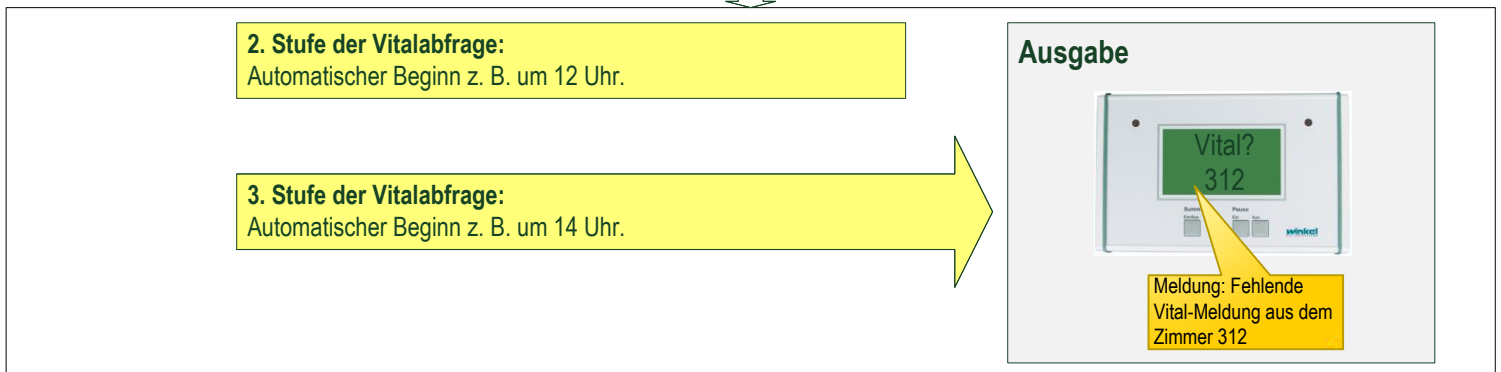 2. Stufe der Vitalabfrage:
Automatischer Beginn z. B. um 12 Uhr.
3. Stufe der Vitalabfrage:
Automatischer Beginn z. B. um 14 Uhr.
Ausgabe
Vital?
312
Pause
Ein Aus
winkel
Meldung: Fehlende
Vital-Meldung aus dem
Zimmer 312